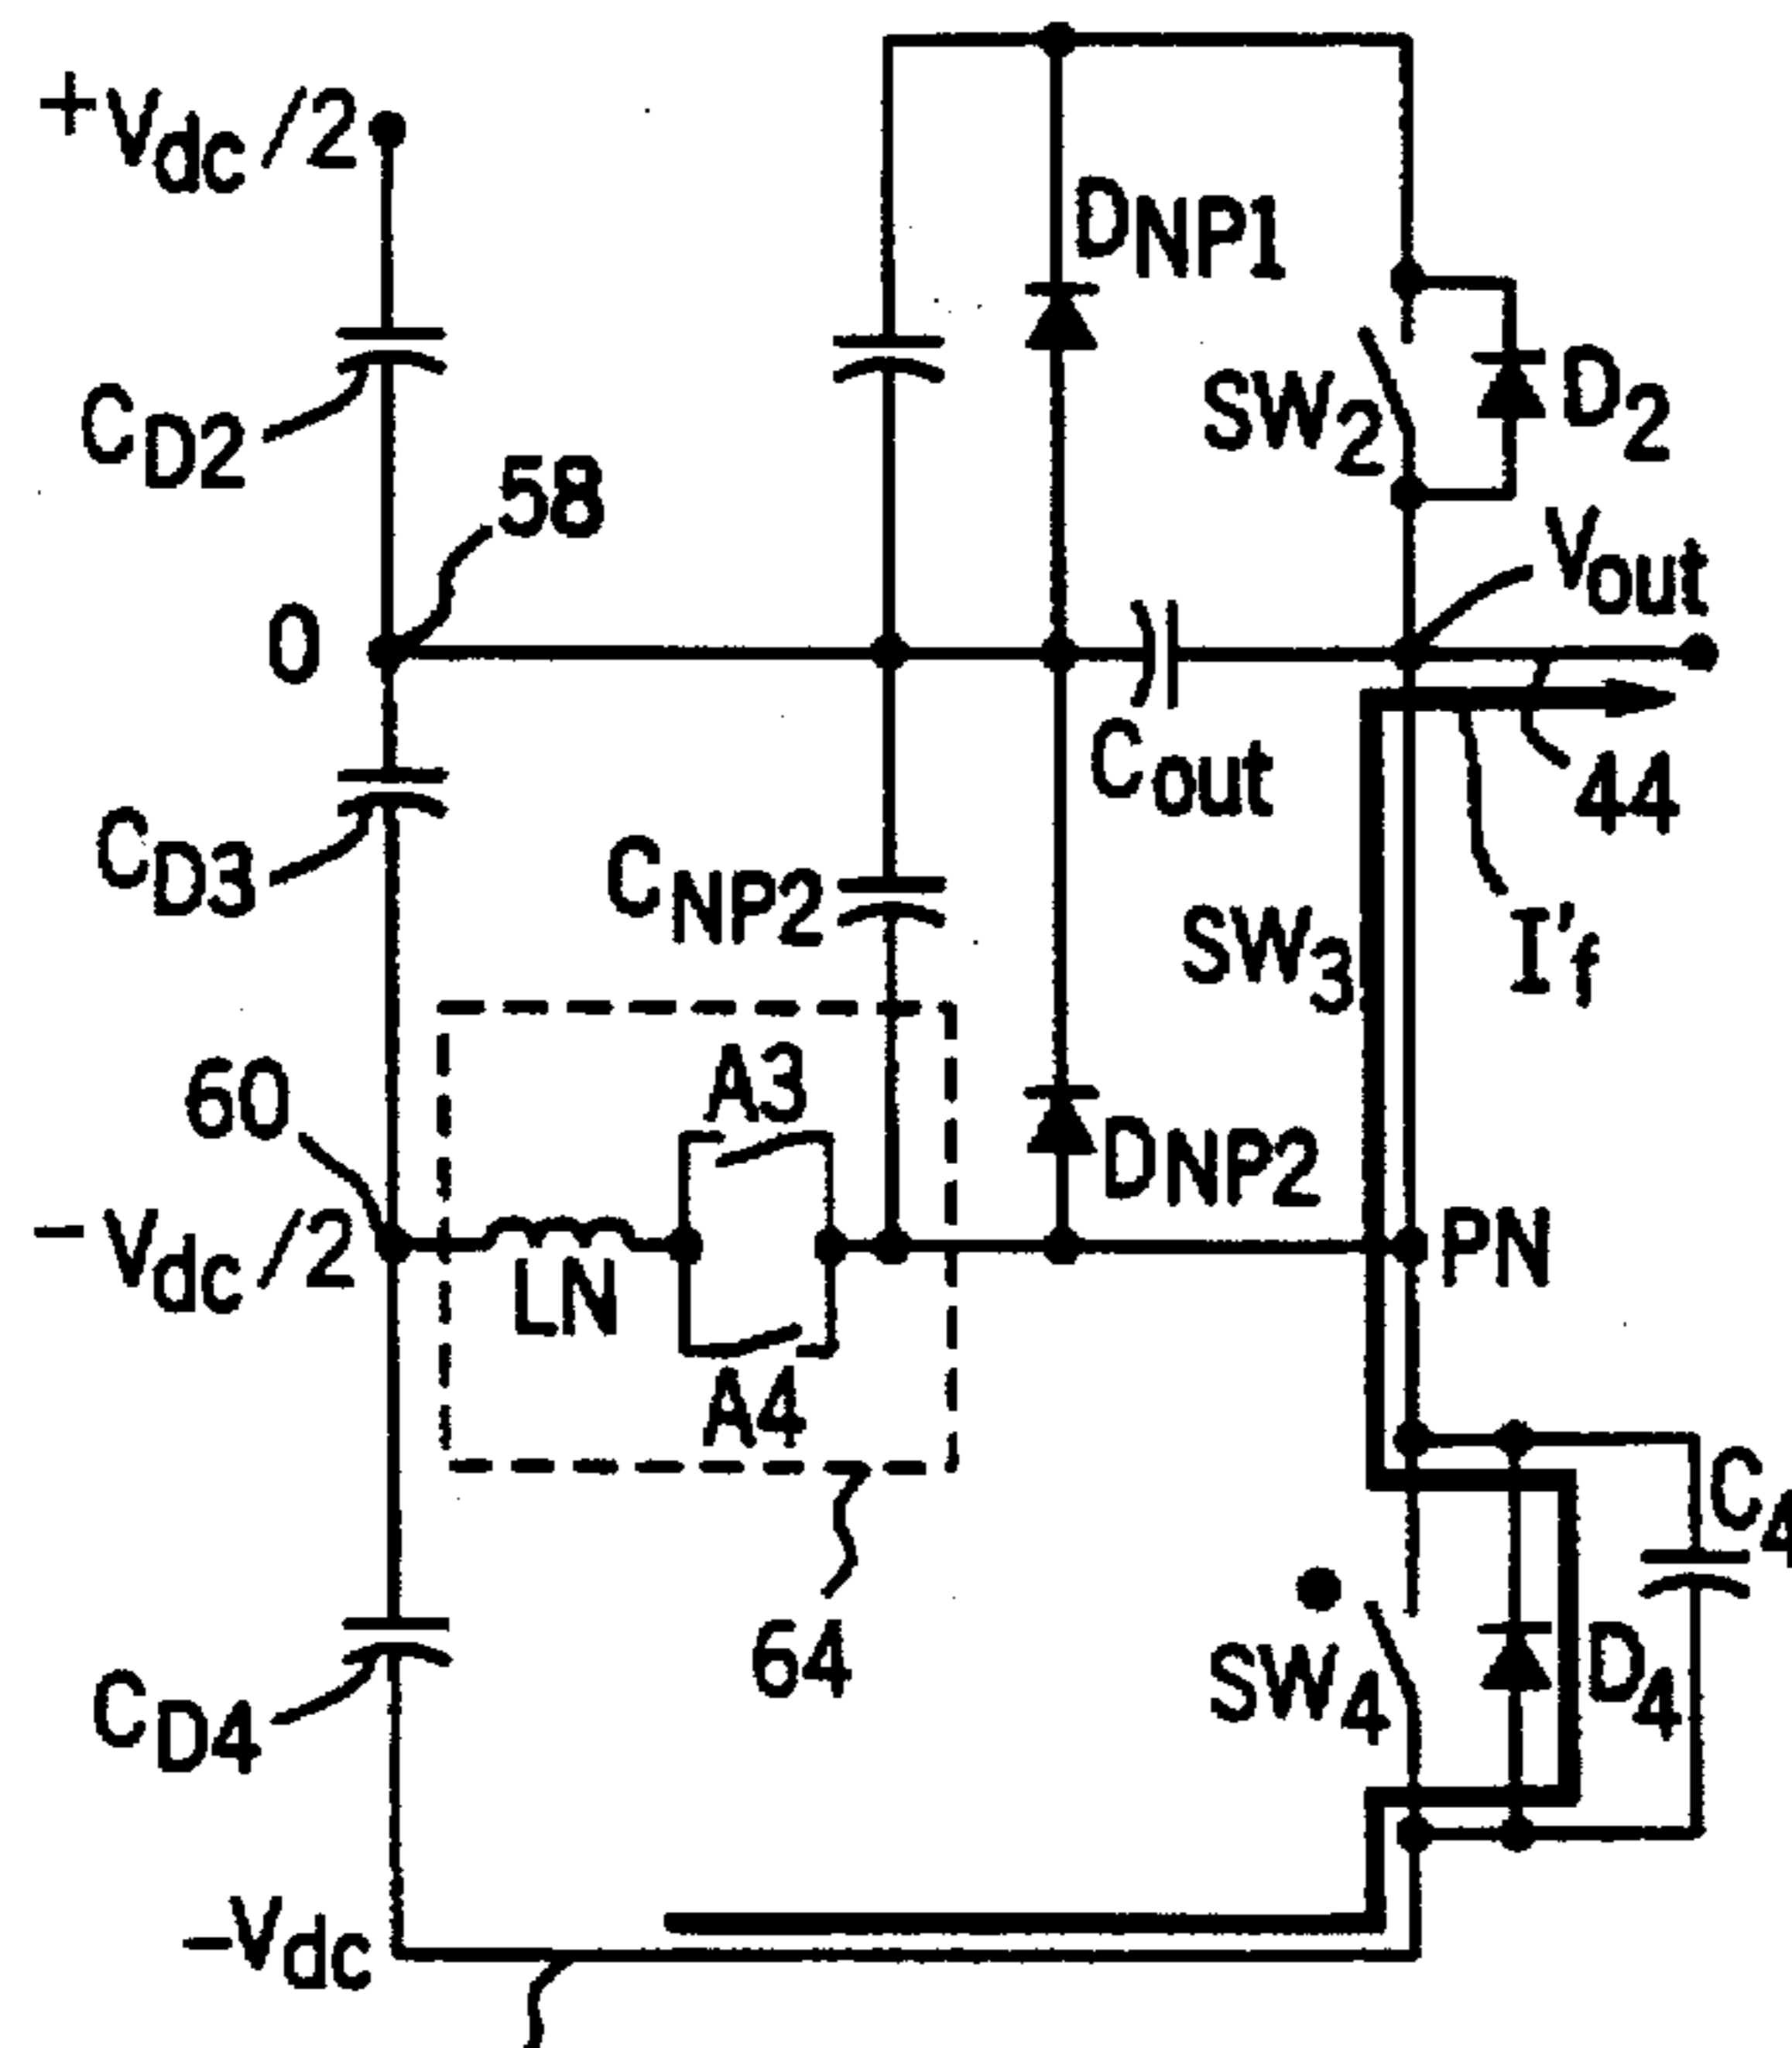 +Vdc/2
DNP1
CD2
SW2
D2
58
Vout
0
Cout
44
CD3
CNP2
SW3
I'f
A3
60
DNP2
-Vdc/2
LN
PN
A4
C4
64
SW4
D4
CD4
-Vdc